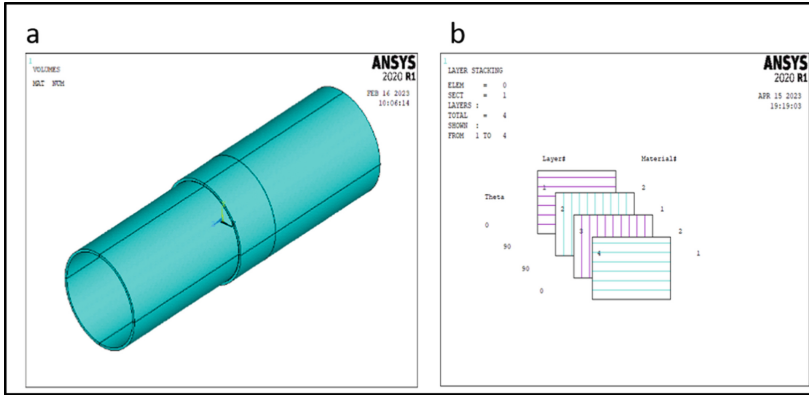 a
1
VOLUMES
MAT NUM
ANSYS
2020 R1
FEB 16 2023
10:06:14
b
1
LAYER STACKING
ELEM = 0
SECT = 1
LAYERS :
TOTAL = 4
SHOWN :
FROM 1 TO 4
ANSYS
2020 R1
APR 15 2023
19:19:03
Layer# Material#
Theta
1 2
0 2 1
90 3 2
90 4 1
0